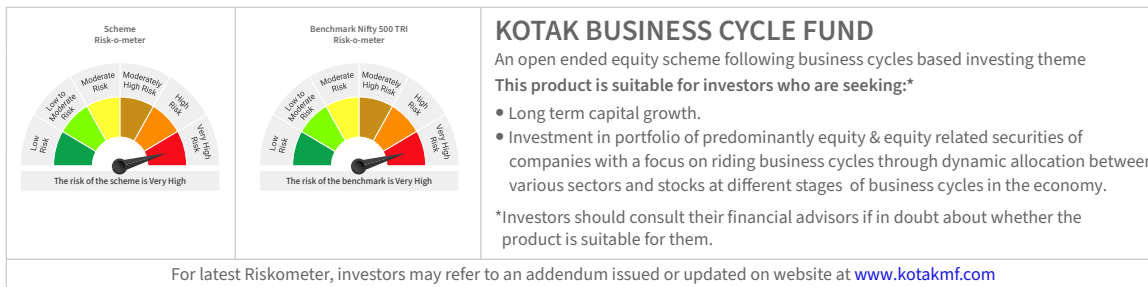 Scheme
Risk-o-meter
Low
Risk
Low to
Moderate
Risk
Moderate
Risk
Moderately
High Risk
High
Risk
Very High
Risk
The risk of the scheme is Very High
Benchmark Nifty 500 TRI
Risk-o-meter
Low
Risk
Low to
Moderate
Risk
Moderate
Risk
Moderately
High Risk
High
Risk
Very High
Risk
The risk of the benchmark is Very High
KOTAK BUSINESS CYCLE FUND
An open ended equity scheme following business cycles based investing theme
This product is suitable for investors who are seeking:*
• Long term capital growth.
• Investment in portfolio of predominantly equity & equity related securities of
companies with a focus on riding business cycles through dynamic allocation between
various sectors and stocks at different stages of business cycles in the economy.
*Investors should consult their financial advisors if in doubt about whether the
product is suitable for them.
For latest Riskometer, investors may refer to an addendum issued or updated on website at www.kotakmf.com